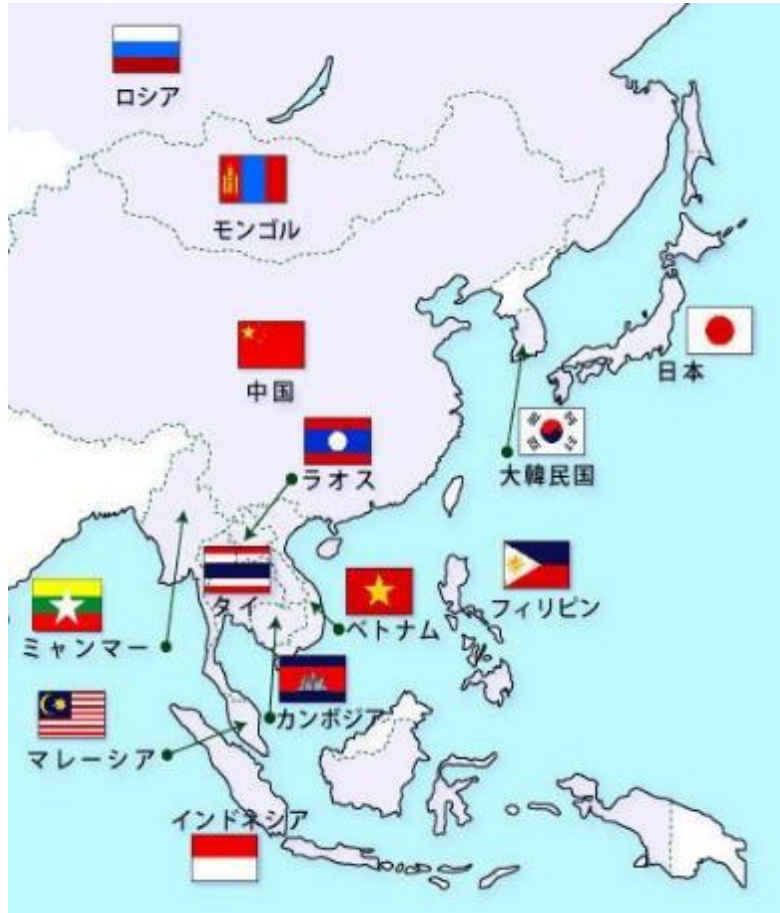 ロシア
モンゴル
中国
日本
ラオス
大韓民国
タイ
フィリピン
ベトナム
ミャンマー
カンボジア
マレーシア
インドネシア